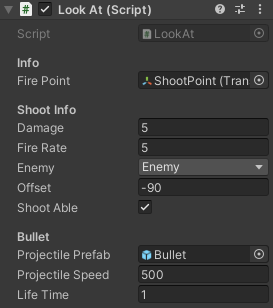 Look At (Script)
Script LookAt
Info
Fire Point ShootPoint (Tran
Shoot Info
Damage 5
Fire Rate 5
Enemy Enemy
Offset -90
Shoot Able
Bullet
Projectile Prefab Bullet
Projectile Speed 500
Life Time 1